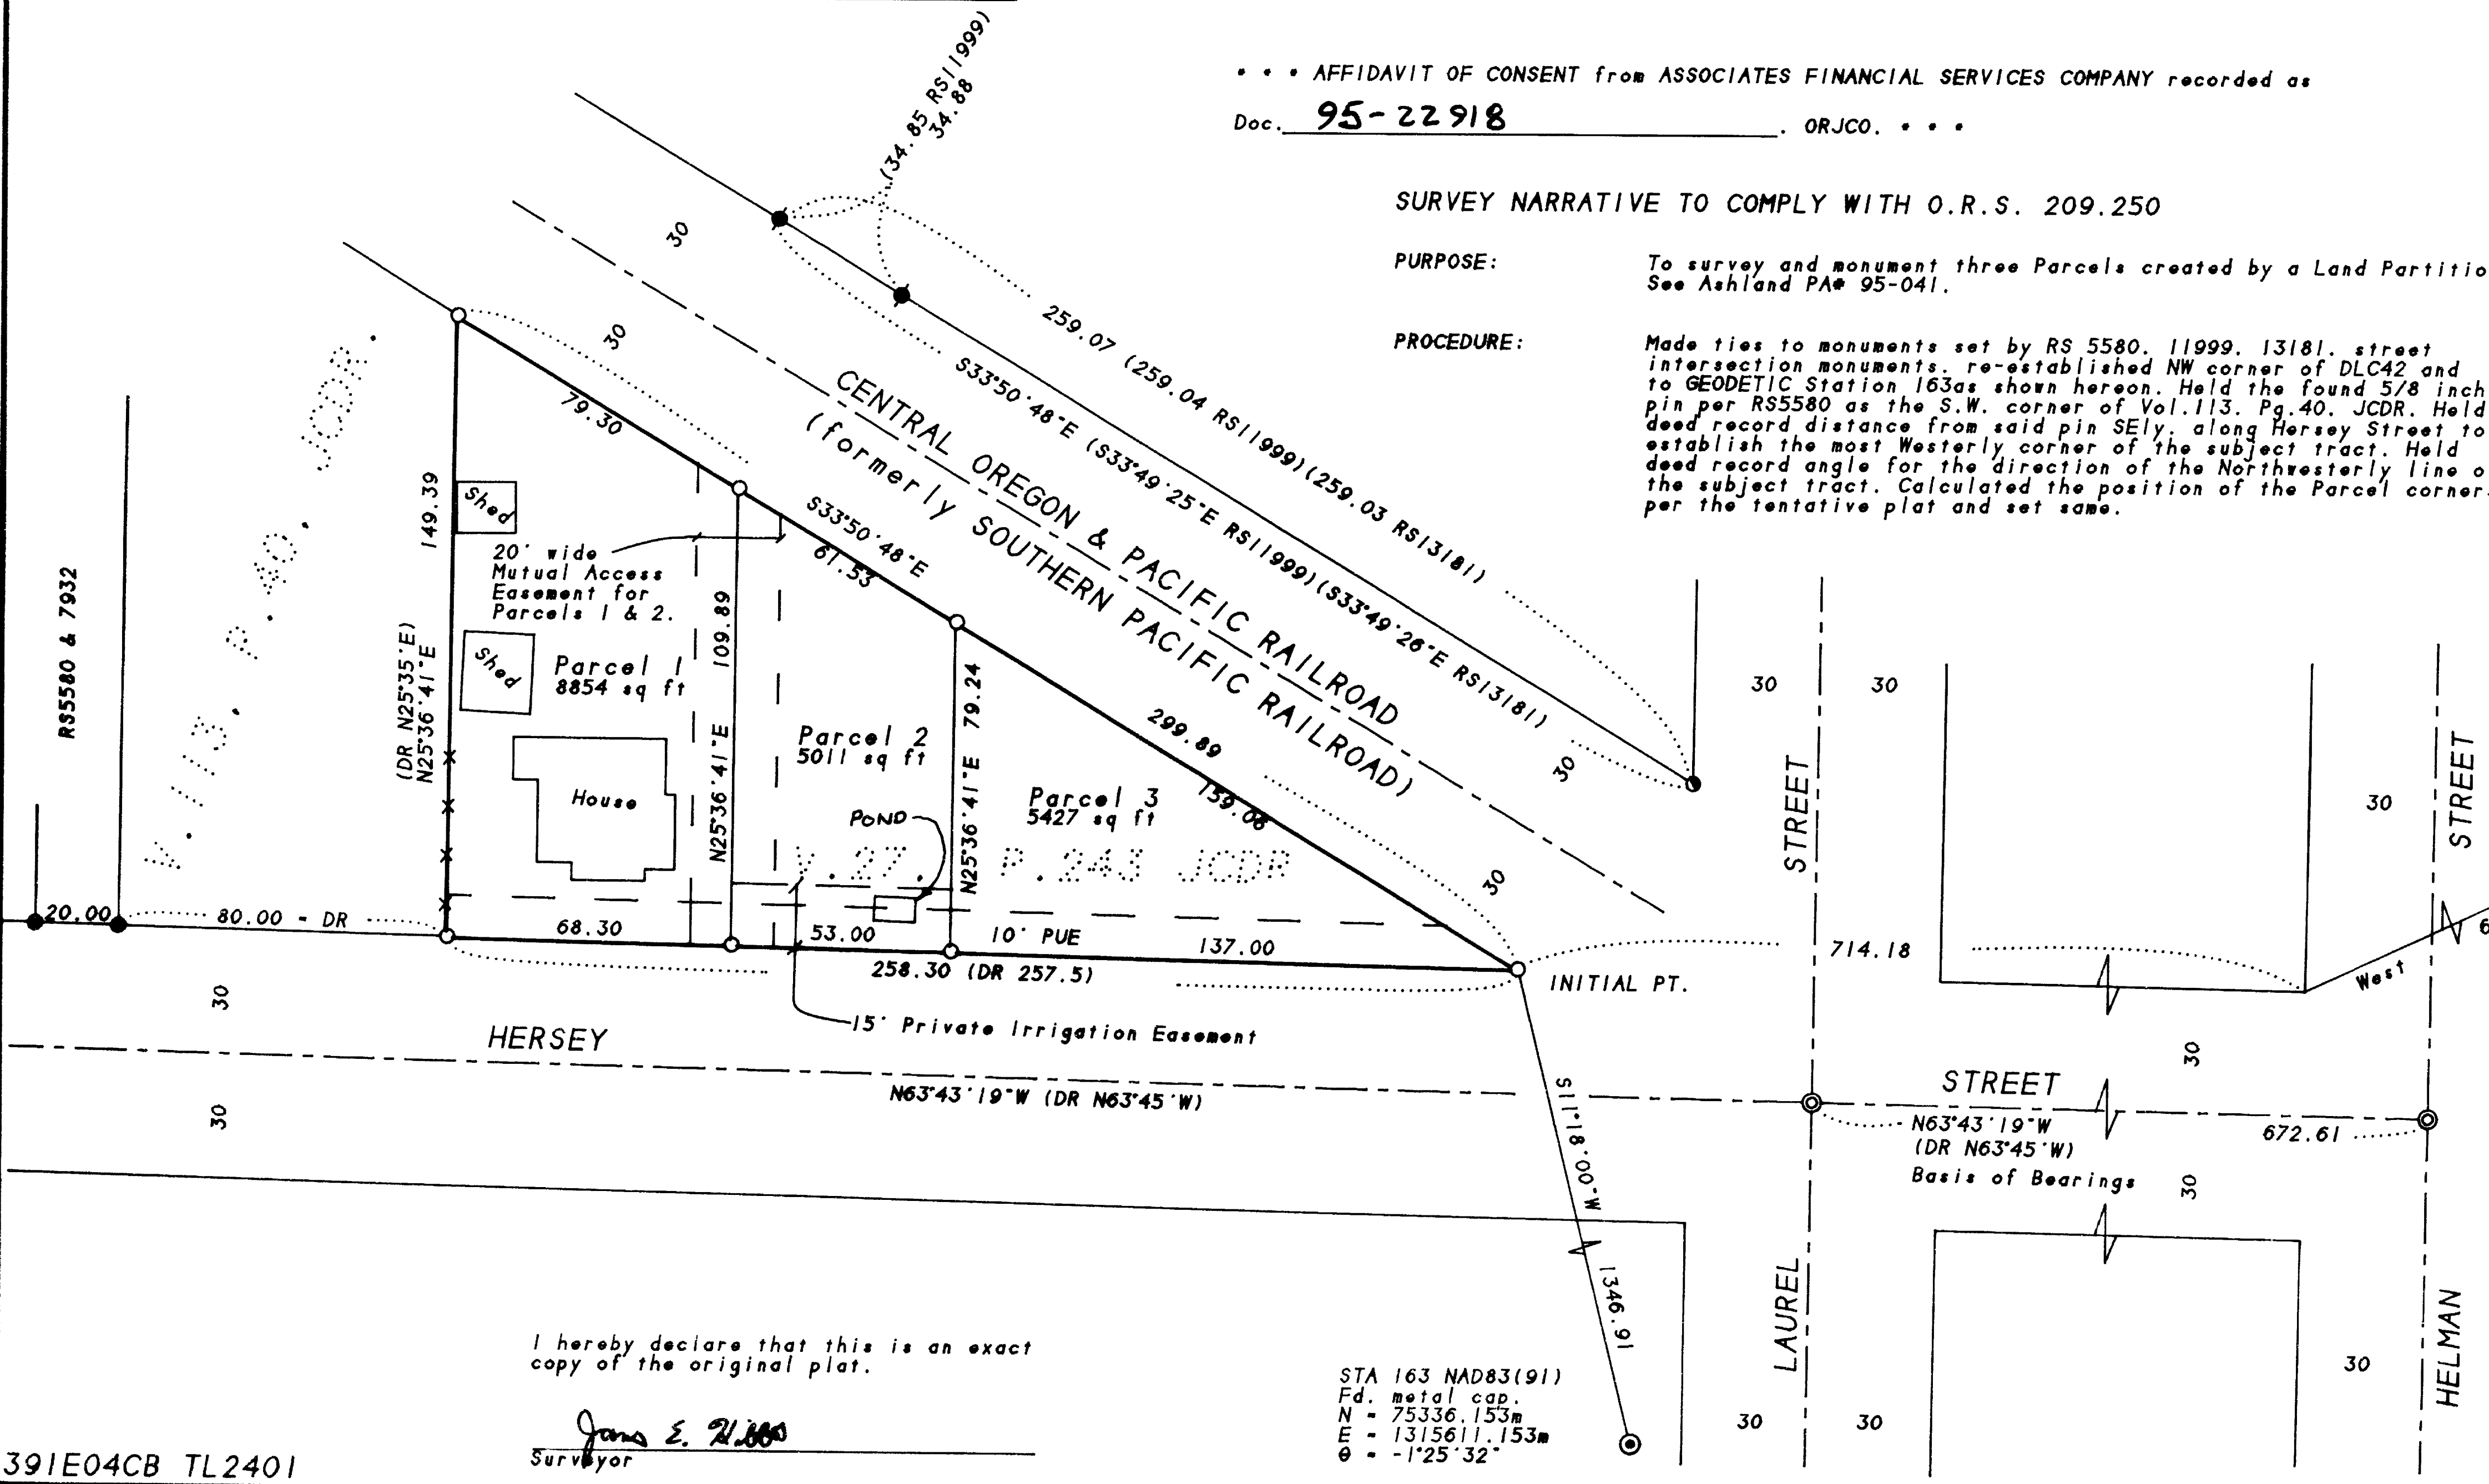 • • • AFFIDAVIT OF CONSENT from ASSOCIATES FINANCIAL SERVICES COMPANY recorded as
Doc. 95-22918 . ORJCO. • • •
SURVEY NARRATIVE TO COMPLY WITH O.R.S. 209.250
PURPOSE:
To survey and monument three Parcels created by a Land Partitio
See Ashland PA# 95-041.
PROCEDURE:
Made ties to monuments set by RS 5580. 11999. 13181. street
intersection monuments. re-established NW corner of DLC42 and
to GEODETIC Station 163as shown hereon. Held the found 5/8 inch
pin per RS5580 as the S.W. corner of Vol.113. Pg.40. JCDR. Held
deed record distance from said pin SEly. along Hersey Street to
establish the most Westerly corner of the subject tract. Held
deed record angle for the direction of the Northwesterly line o
the subject tract. Calculated the position of the Parcel corner
per the tentative plat and set same.
(34.85 RS11999)
34.88
30
30
259.07 (259.04 RS11999)(259.03 RS13181)
S33°50'48"E (S33°49'25"E RS11999)(S33°49'26"E RS13181)
CENTRAL OREGON & PACIFIC RAILROAD
(formerly SOUTHERN PACIFIC RAILROAD)
79.30
S33°50'48"E
61.53
299.89
159.06
30
30
RS5580 & 7932
V.113. P.40. JCDR.
149.39
(DR N25°35'E)
N25°36'41"E
Shed
20' wide
Mutual Access
Easement for
Parcels 1 & 2.
Shed
Parcel 1
8854 sq ft
House
109.89
N25°36'41"E
Parcel 2
5011 sq ft
POND
79.24
N25°36'41"E
Parcel 3
5427 sq ft
V.27. P.243 JCDR
20.00
80.00 - DR
68.30
53.00
10' PUE
137.00
258.30 (DR 257.5)
INITIAL PT.
714.18
West
6
15' Private Irrigation Easement
30
30
HERSEY
N63°43'19"W (DR N63°45'W)
STREET
N63°43'19"W
(DR N63°45'W)
Basis of Bearings
672.61
30
30
30
30
STREET
LAUREL
30
30
30
STREET
HELMAN
30
S11°18'00"W
1346.91
I hereby declare that this is an exact
copy of the original plat.
James E. Hibbs
Surveyor
STA 163 NAD83(91)
Fd. metal cap.
N - 75336.153m
E - 1315611.153m
θ = -1°25'32"
391E04CB TL2401